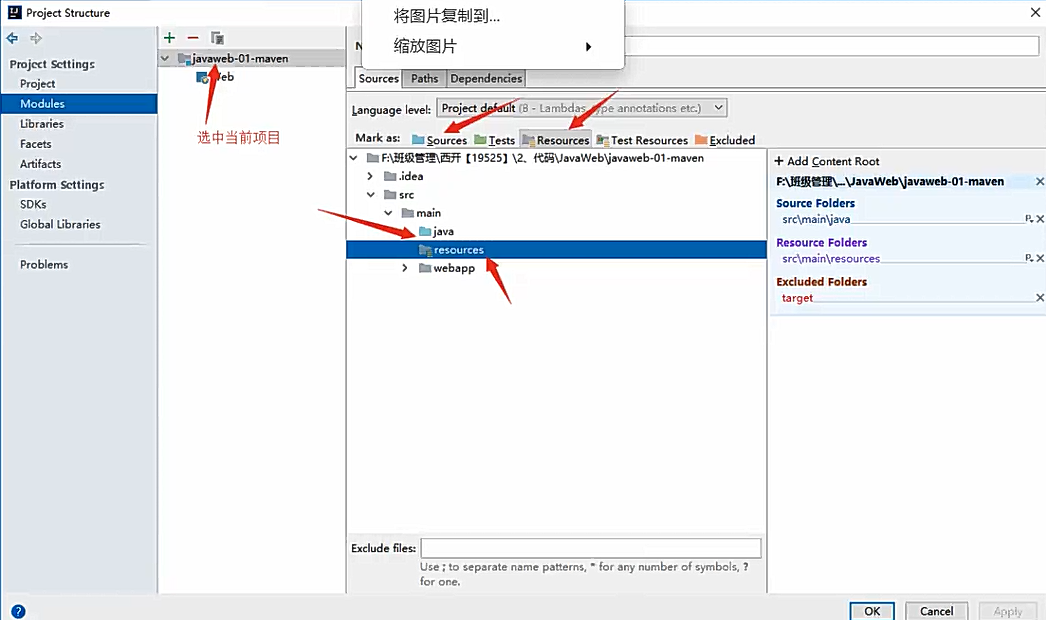 Project Structure
将图片复制到...
缩放图片
Project Settings
Project
Modules
Libraries
Facets
Artifacts
Platform Settings
SDKs
Global Libraries
Problems
javaweb-01-maven
选中当前项目
Sources
Paths
Dependencies
Language level:
Project default (8 - Lambdas, type annotations etc.)
Mark as:
Sources
Tests
Resources
Test Resources
Excluded
F:\班级管理\西开【19525】\2、代码\JavaWeb\javaweb-01-maven
.idea
src
main
java
resources
webapp
Exclude files:
Use ; to separate name patterns, * for any number of symbols, ?
for one.
+ Add Content Root
F:\班级管理\...\JavaWeb\javaweb-01-maven
Source Folders
src\main\java
Resource Folders
src\main\resources
Excluded Folders
target
OK
Cancel
Apply